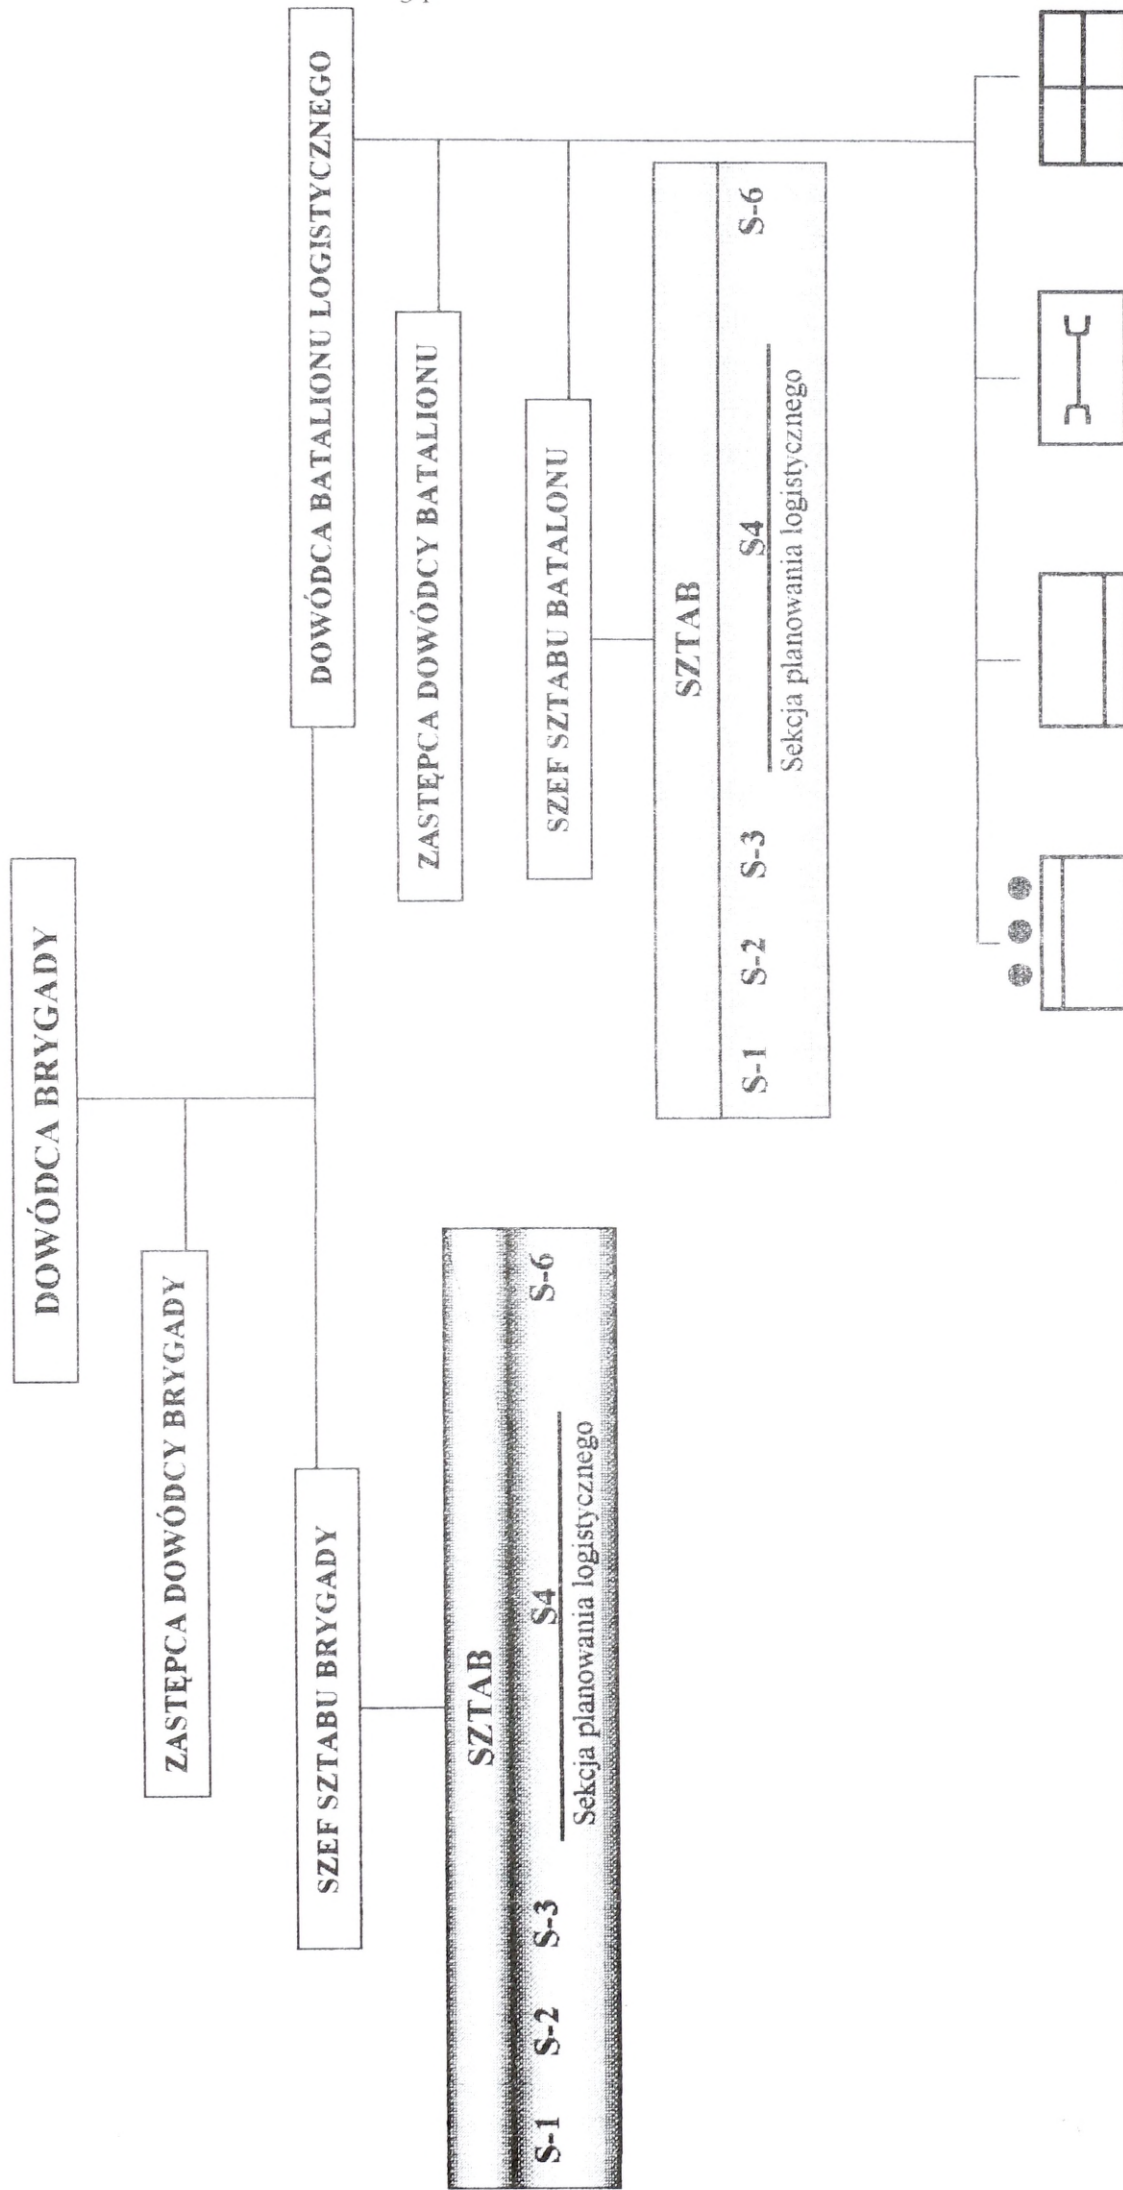 DOWÓDCA BRYGADY
ZASTĘPCA DOWÓDCY BRYGADY
SZEF SZTABU BRYGADY
SZTAB
S-1 S-2 S-3 S4 S-6
Sekcja planowania logistycznego
DOWÓDCA BATALIONU LOGISTYCZNEGO
ZASTĘPCA DOWÓDCY BATALIONU
SZEF SZTABU BATALONU
SZTAB
S-1 S-2 S-3 S4 S-6
Sekcja planowania logistycznego